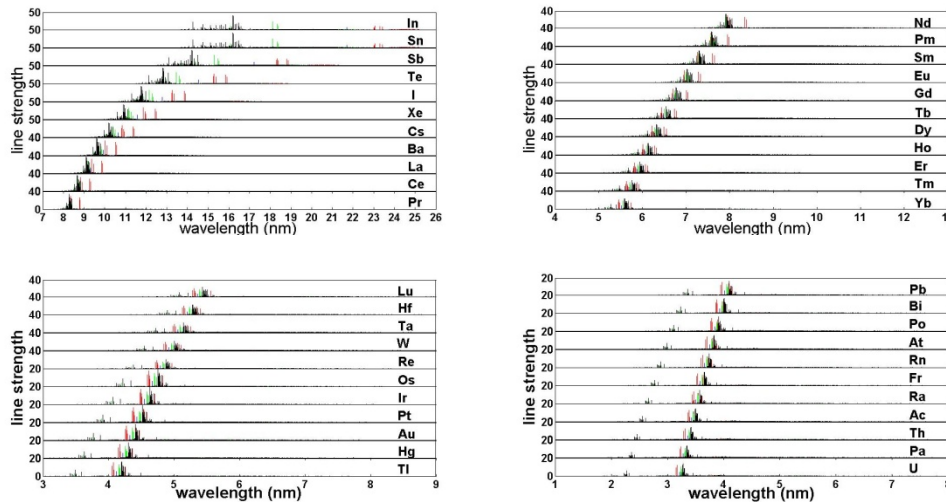 line strength
50
In
50
Sn
50
Sb
50
Te
50
I
50
Xe
50
Cs
40
Ba
40
La
40
Ce
40
Pr
0
7 8 9 10 11 12 13 14 15 16 17 18 19 20 21 22 23 24 25 26
wavelength (nm)
line strength
40
Nd
40
Pm
40
Sm
40
Eu
40
Gd
40
Tb
40
Dy
40
Ho
40
Er
40
Tm
40
Yb
0
4 5 6 7 8 9 10 11 12
wavelength (nm)
line strength
40
Lu
40
Hf
40
Ta
40
W
40
Re
20
Os
20
Ir
20
Pt
20
Au
20
Hg
20
Tl
0
3 4 5 6 7 8 9
wavelength (nm)
line strength
20
Pb
20
Bi
20
Po
20
At
20
Rn
20
Fr
20
Ra
20
Ac
20
Th
20
Pa
20
U
0
1 2 3 4 5 6 7
wavelength (nm)